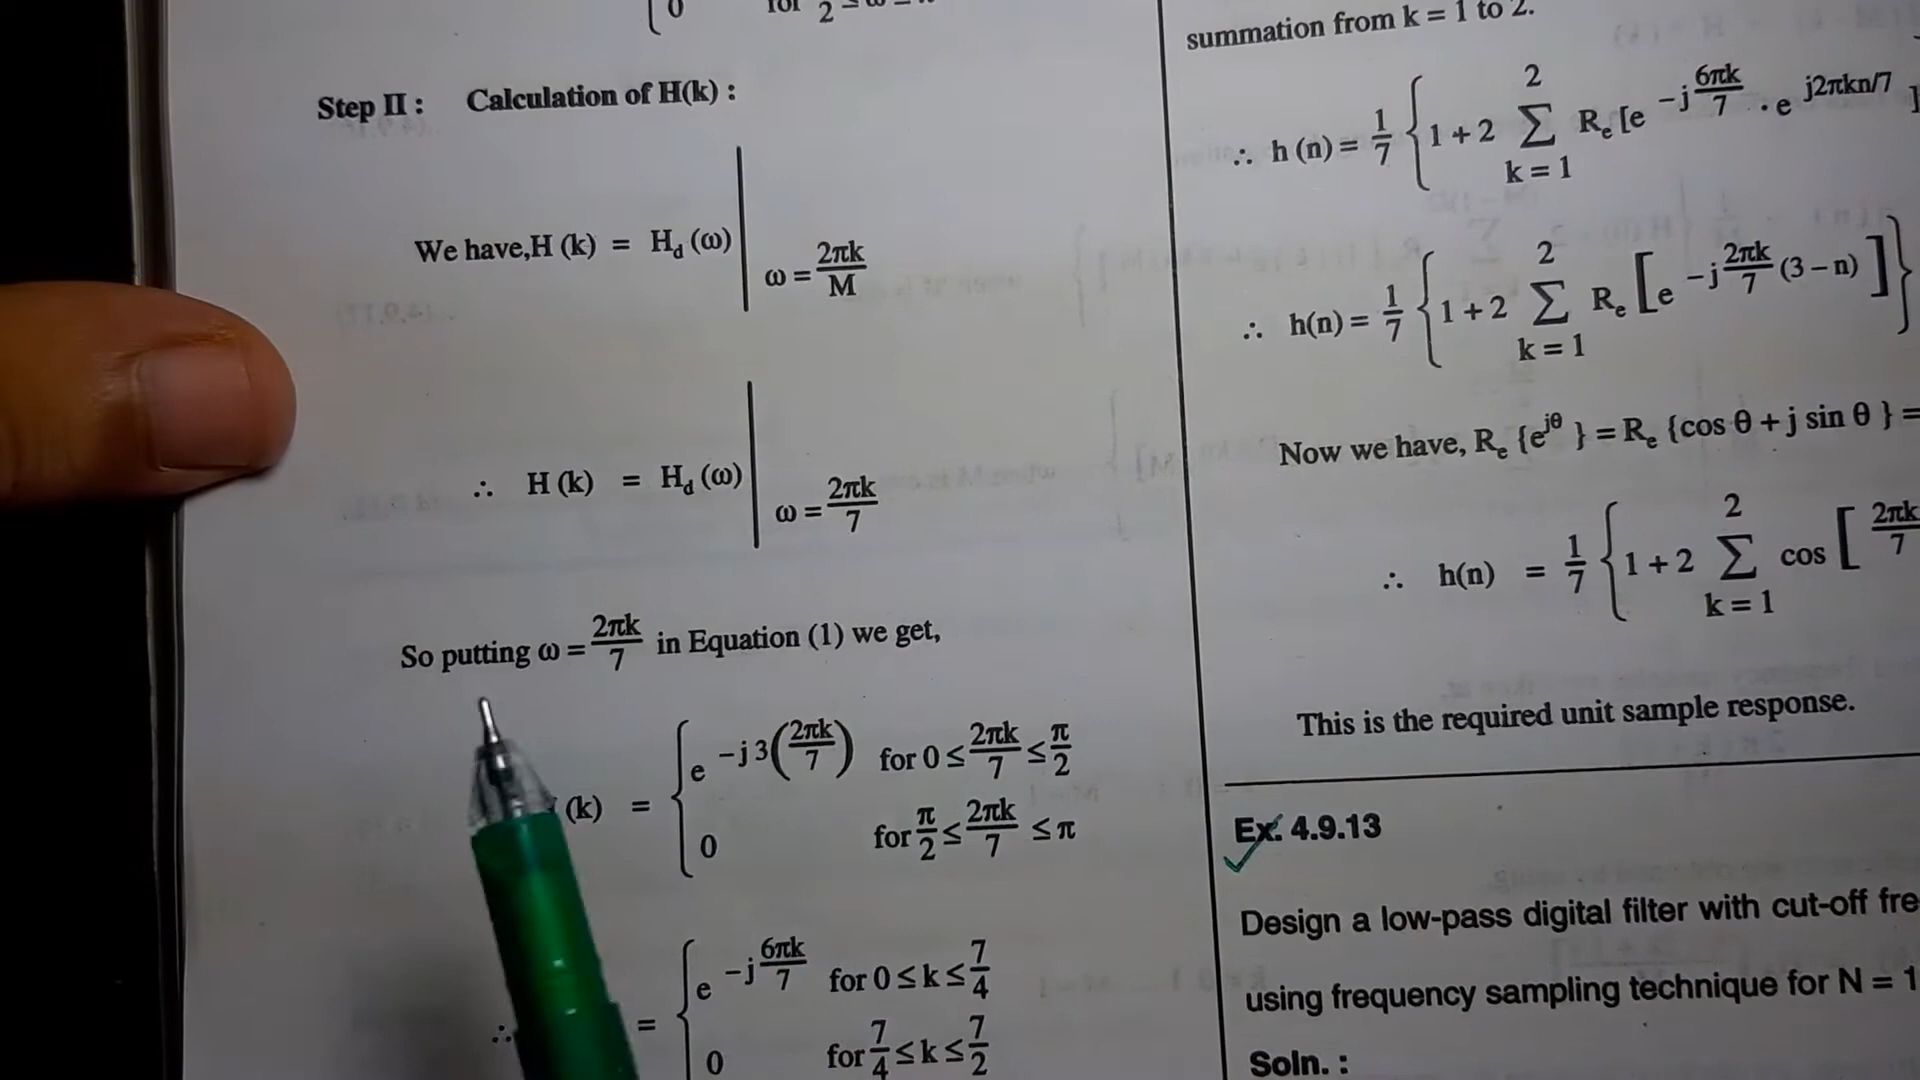 0 for 2
Step II : Calculation of H(k) :
We have,H (k) = H_d (ω) | ω = 2πk/M
∴ H (k) = H_d (ω) | ω = 2πk/7
So putting ω = 2πk/7 in Equation (1) we get,
(k) = { e^(–j 3(2πk/7)) for 0 ≤ 2πk/7 ≤ π/2
0 for π/2 ≤ 2πk/7 ≤ π
∴ = { e^(–j 6πk/7) for 0 ≤ k ≤ 7/4
0 for 7/4 ≤ k ≤ 7/2
summation from k = 1 to 2.
∴ h (n) = 1/7 { 1 + 2 2 Σ k = 1 R_e [e^(–j 6πk/7) . e^(j2πkn/7) ]
∴ h(n) = 1/7 { 1 + 2 2 Σ k = 1 R_e [e^(–j 2πk/7 (3 – n)) ] }
Now we have, R_e {e^(jθ) } = R_e {cos θ + j sin θ } =
∴ h(n) = 1/7 { 1 + 2 2 Σ k = 1 cos [ 2πk/7
This is the required unit sample response.
Ex. 4.9.13
Design a low-pass digital filter with cut-off fre
using frequency sampling technique for N = 1
Soln. :